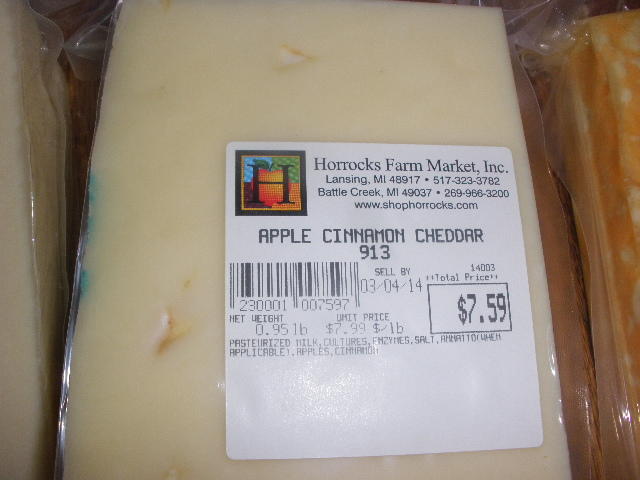 H
Horrocks Farm Market, Inc.
Lansing, MI 48917 • 517-323-3782
Battle Creek, MI 49037 • 269-966-3200
www.shophorrocks.com
APPLE CINNAMON CHEDDAR
913
SELL BY 14003
03/04/14 **Total Price**
230001 007597 $7.59
NET WEIGHT UNIT PRICE
0.95 lb $7.99 $/lb
PASTEURIZED MILK,CULTURES,ENZYMES,SALT,ANNATTO(WHEN
APPLICABLE),APPLES,CINNAMON